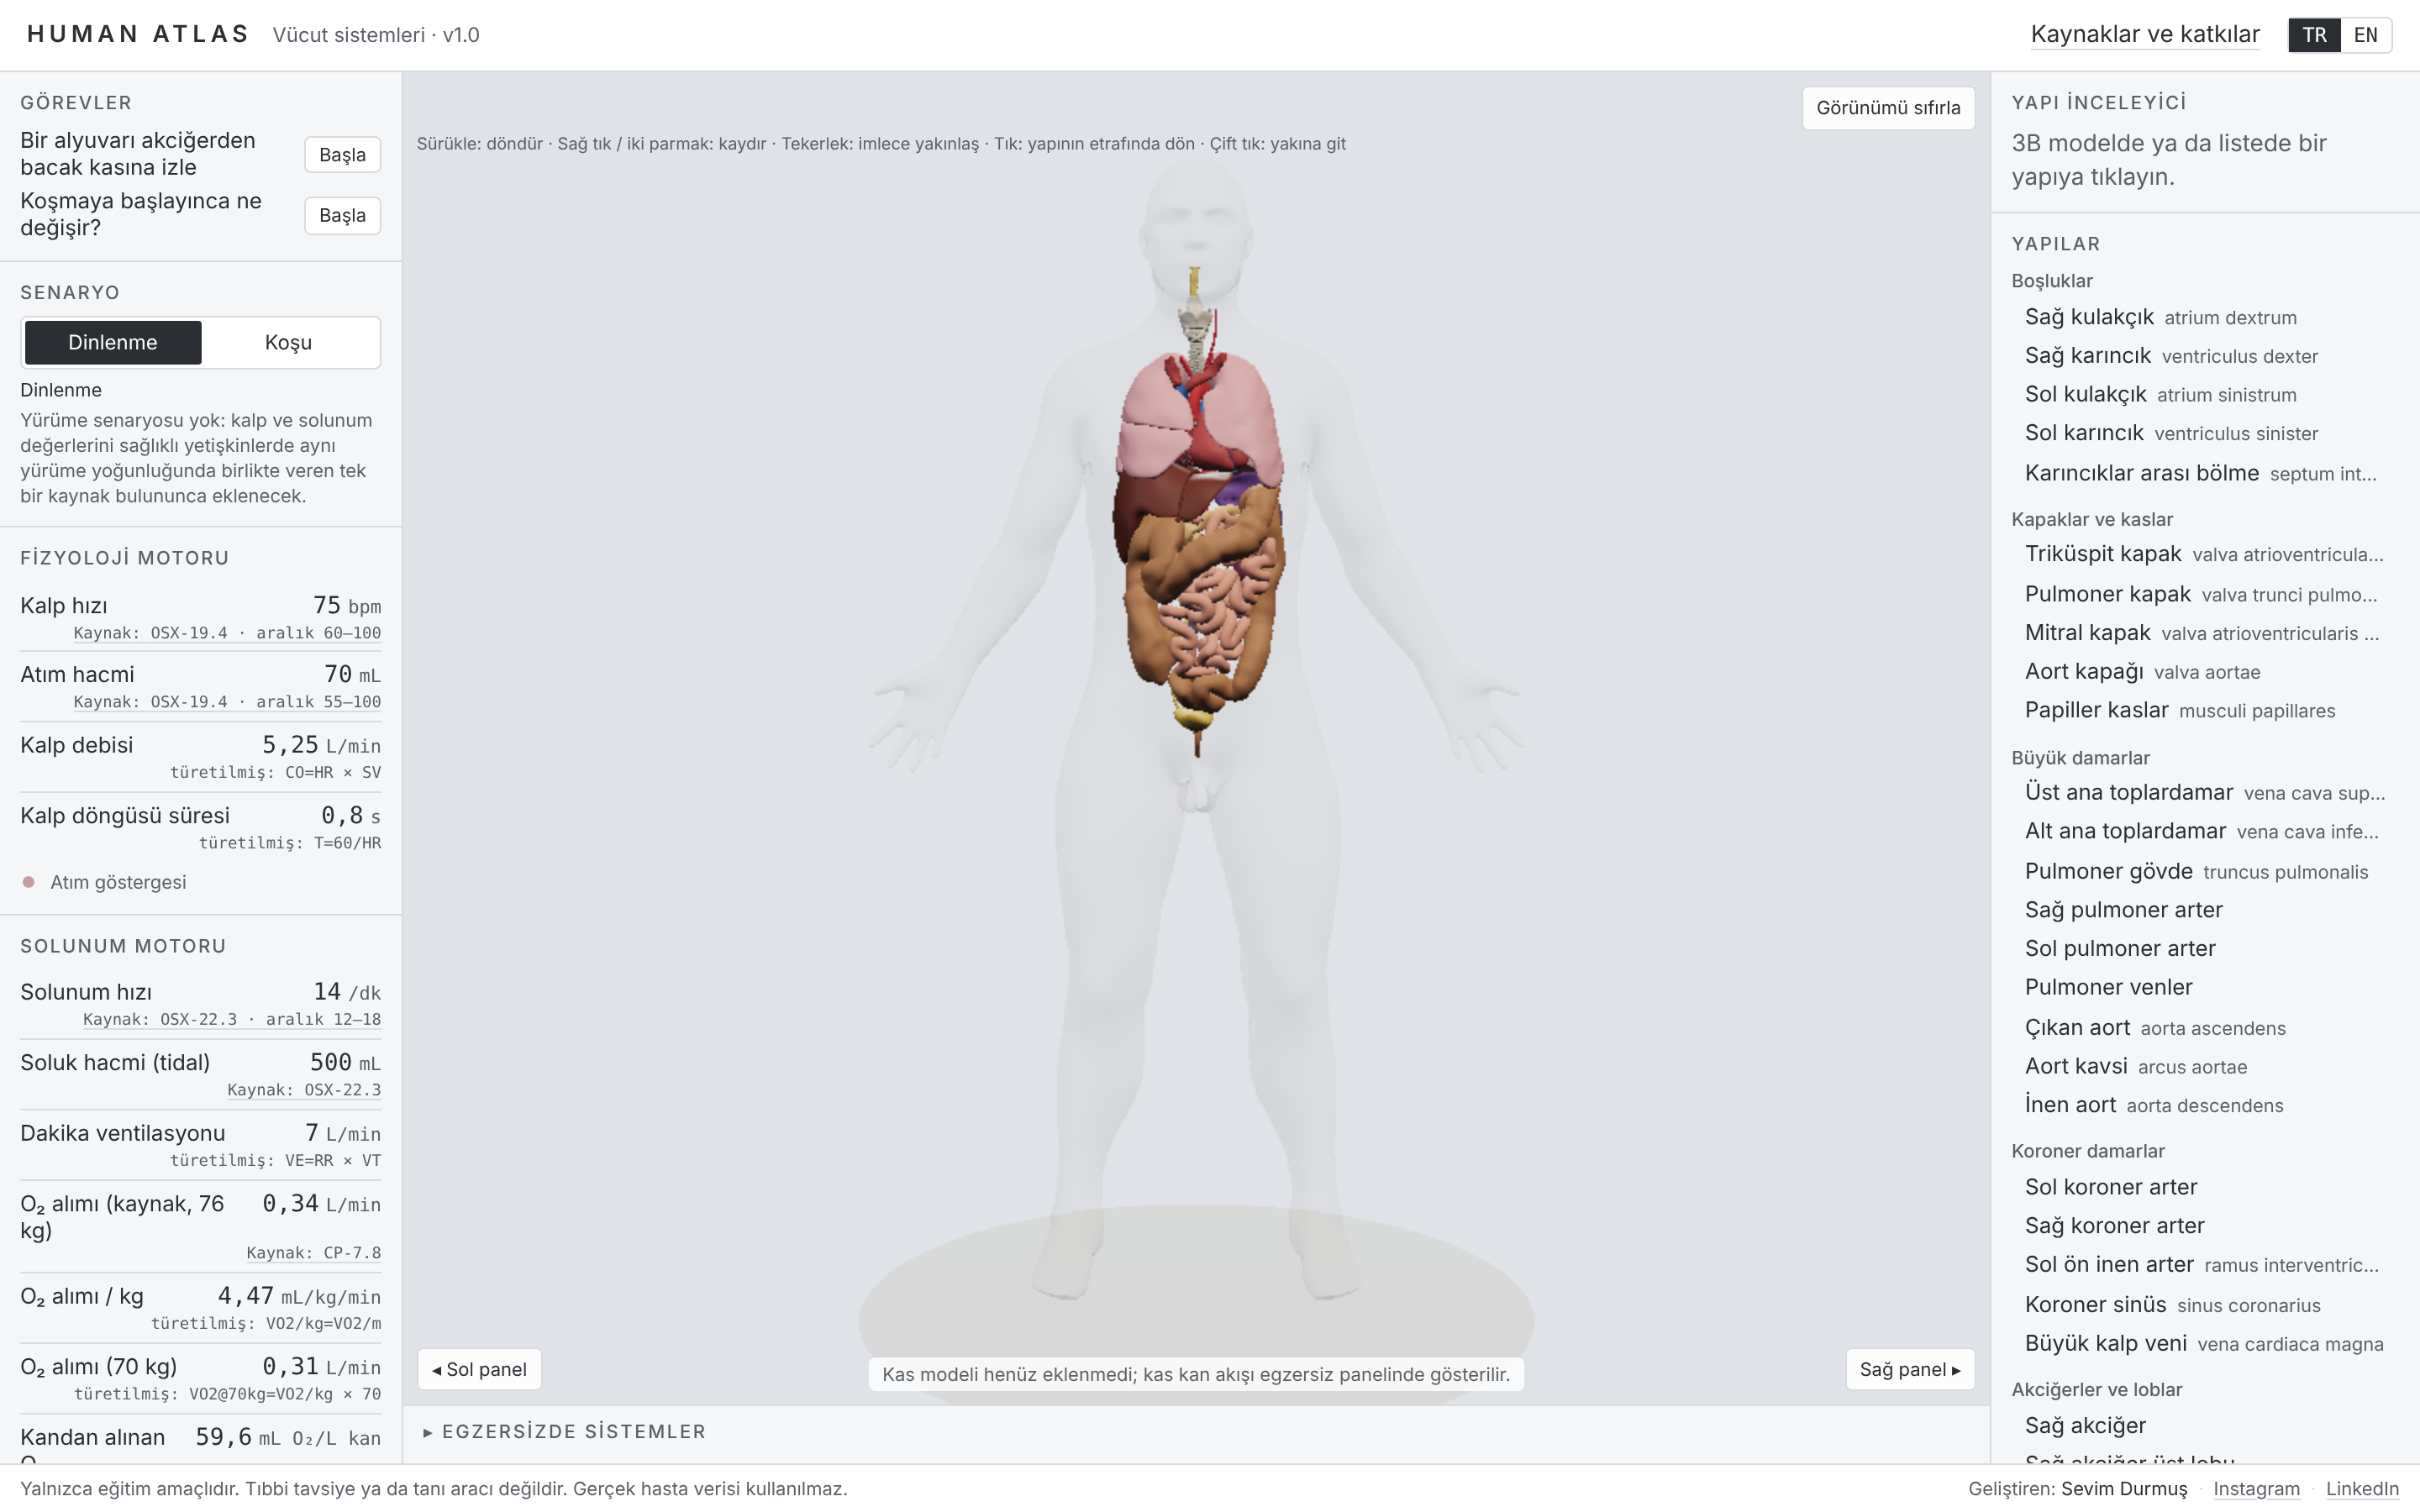 HUMAN ATLAS Vücut sistemleri · v1.0
Kaynaklar ve katkılar
TR EN
GÖREVLER
Bir alyuvarı akciğerden
bacak kasına izle
Başla
Koşmaya başlayınca ne
değişir?
Başla
SENARYO
Dinlenme Koşu
Dinlenme
Yürüme senaryosu yok: kalp ve solunum
değerlerini sağlıklı yetişkinlerde aynı
yürüme yoğunluğunda birlikte veren tek
bir kaynak bulununca eklenecek.
FİZYOLOJİ MOTORU
Kalp hızı 75 bpm
Kaynak: OSX-19.4 · aralık 60–100
Atım hacmi 70 mL
Kaynak: OSX-19.4 · aralık 55–100
Kalp debisi 5,25 L/min
türetilmiş: CO=HR × SV
Kalp döngüsü süresi 0,8 s
türetilmiş: T=60/HR
Atım göstergesi
SOLUNUM MOTORU
Solunum hızı 14 /dk
Kaynak: OSX-22.3 · aralık 12–18
Soluk hacmi (tidal) 500 mL
Kaynak: OSX-22.3
Dakika ventilasyonu 7 L/min
türetilmiş: VE=RR × VT
O₂ alımı (kaynak, 76
kg)
0,34 L/min
Kaynak: CP-7.8
O₂ alımı / kg 4,47 mL/kg/min
türetilmiş: VO2/kg=VO2/m
O₂ alımı (70 kg) 0,31 L/min
türetilmiş: VO2@70kg=VO2/kg × 70
Kandan alınan 59,6 mL O₂/L kan
Görünümü sıfırla
Sürükle: döndür · Sağ tık / iki parmak: kaydır · Tekerlek: imlece yakınlaş · Tık: yapının etrafında dön · Çift tık: yakına git
◂ Sol panel
Kas modeli henüz eklenmedi; kas kan akışı egzersiz panelinde gösterilir.
Sağ panel ▸
▸ EGZERSİZDE SİSTEMLER
YAPI İNCELEYİCİ
3B modelde ya da listede bir
yapıya tıklayın.
YAPILAR
Boşluklar
Sağ kulakçık atrium dextrum
Sağ karıncık ventriculus dexter
Sol kulakçık atrium sinistrum
Sol karıncık ventriculus sinister
Karıncıklar arası bölme septum int...
Kapaklar ve kaslar
Triküspit kapak valva atrioventricula...
Pulmoner kapak valva trunci pulmo...
Mitral kapak valva atrioventricularis ...
Aort kapağı valva aortae
Papiller kaslar musculi papillares
Büyük damarlar
Üst ana toplardamar vena cava sup...
Alt ana toplardamar vena cava infe...
Pulmoner gövde truncus pulmonalis
Sağ pulmoner arter
Sol pulmoner arter
Pulmoner venler
Çıkan aort aorta ascendens
Aort kavsi arcus aortae
İnen aort aorta descendens
Koroner damarlar
Sol koroner arter
Sağ koroner arter
Sol ön inen arter ramus interventric...
Koroner sinüs sinus coronarius
Büyük kalp veni vena cardiaca magna
Akciğerler ve loblar
Sağ akciğer
Sağ akciğer üst lobu
Yalnızca eğitim amaçlıdır. Tıbbi tavsiye ya da tanı aracı değildir. Gerçek hasta verisi kullanılmaz.
Geliştiren: Sevim Durmuş · Instagram · LinkedIn